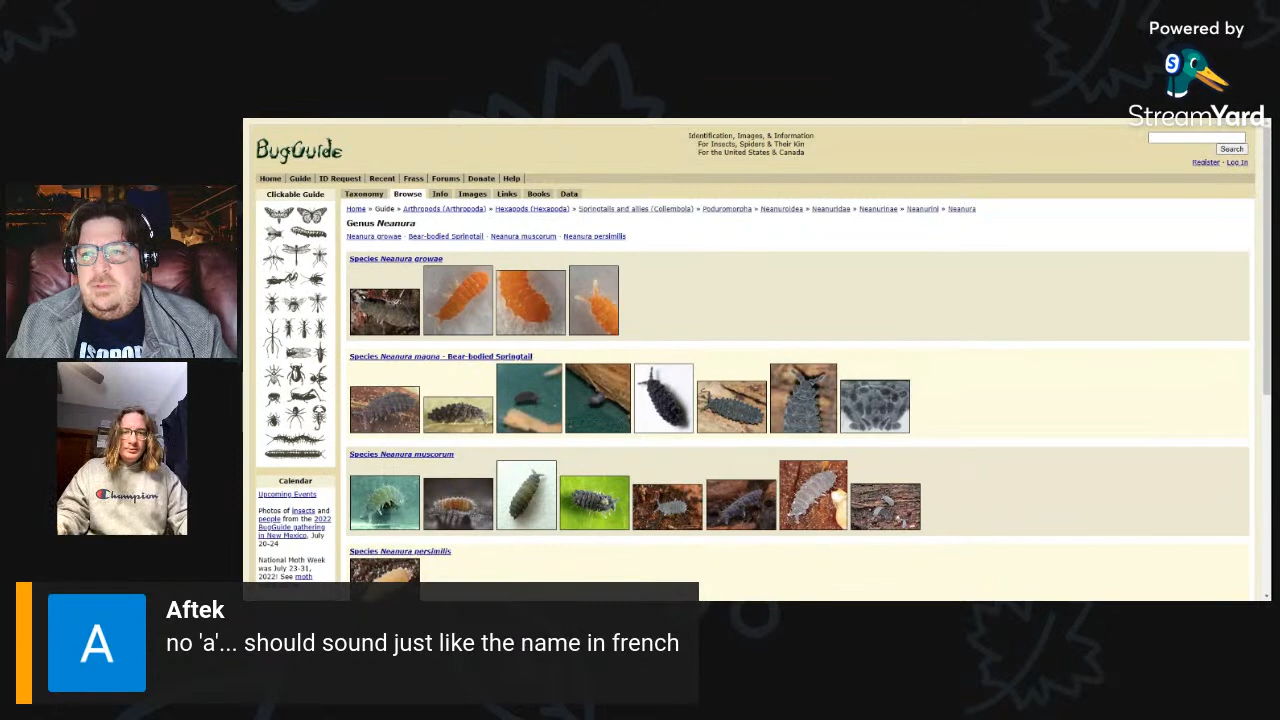 Powered by
S
StreamYard
BugGuide
Identification, Images, & Information
For Insects, Spiders & Their Kin
For the United States & Canada
Search
Register · Log In
Home Guide ID Request Recent Frass Forums Donate Help
Clickable Guide
Taxonomy Browse Info Images Links Books Data
Home » Guide » Arthropods (Arthropoda) » Hexapods (Hexapoda) » Springtails and allies (Collembola) » Poduromorpha » Neanuroidea » Neanuridae » Neanurinae » Neanurini » Neanura
Genus Neanura
Neanura growae · Bear-bodied Springtail · Neanura muscorum · Neanura persimilis
Species Neanura growae
Species Neanura magna - Bear-bodied Springtail
Species Neanura muscorum
Species Neanura persimilis
Calendar
Upcoming Events
Photos of insects and
people from the 2022
BugGuide gathering
in New Mexico, July
20-24
National Moth Week
was July 23-31,
2022! See moth
Champion
A
Aftek
no 'a'... should sound just like the name in french